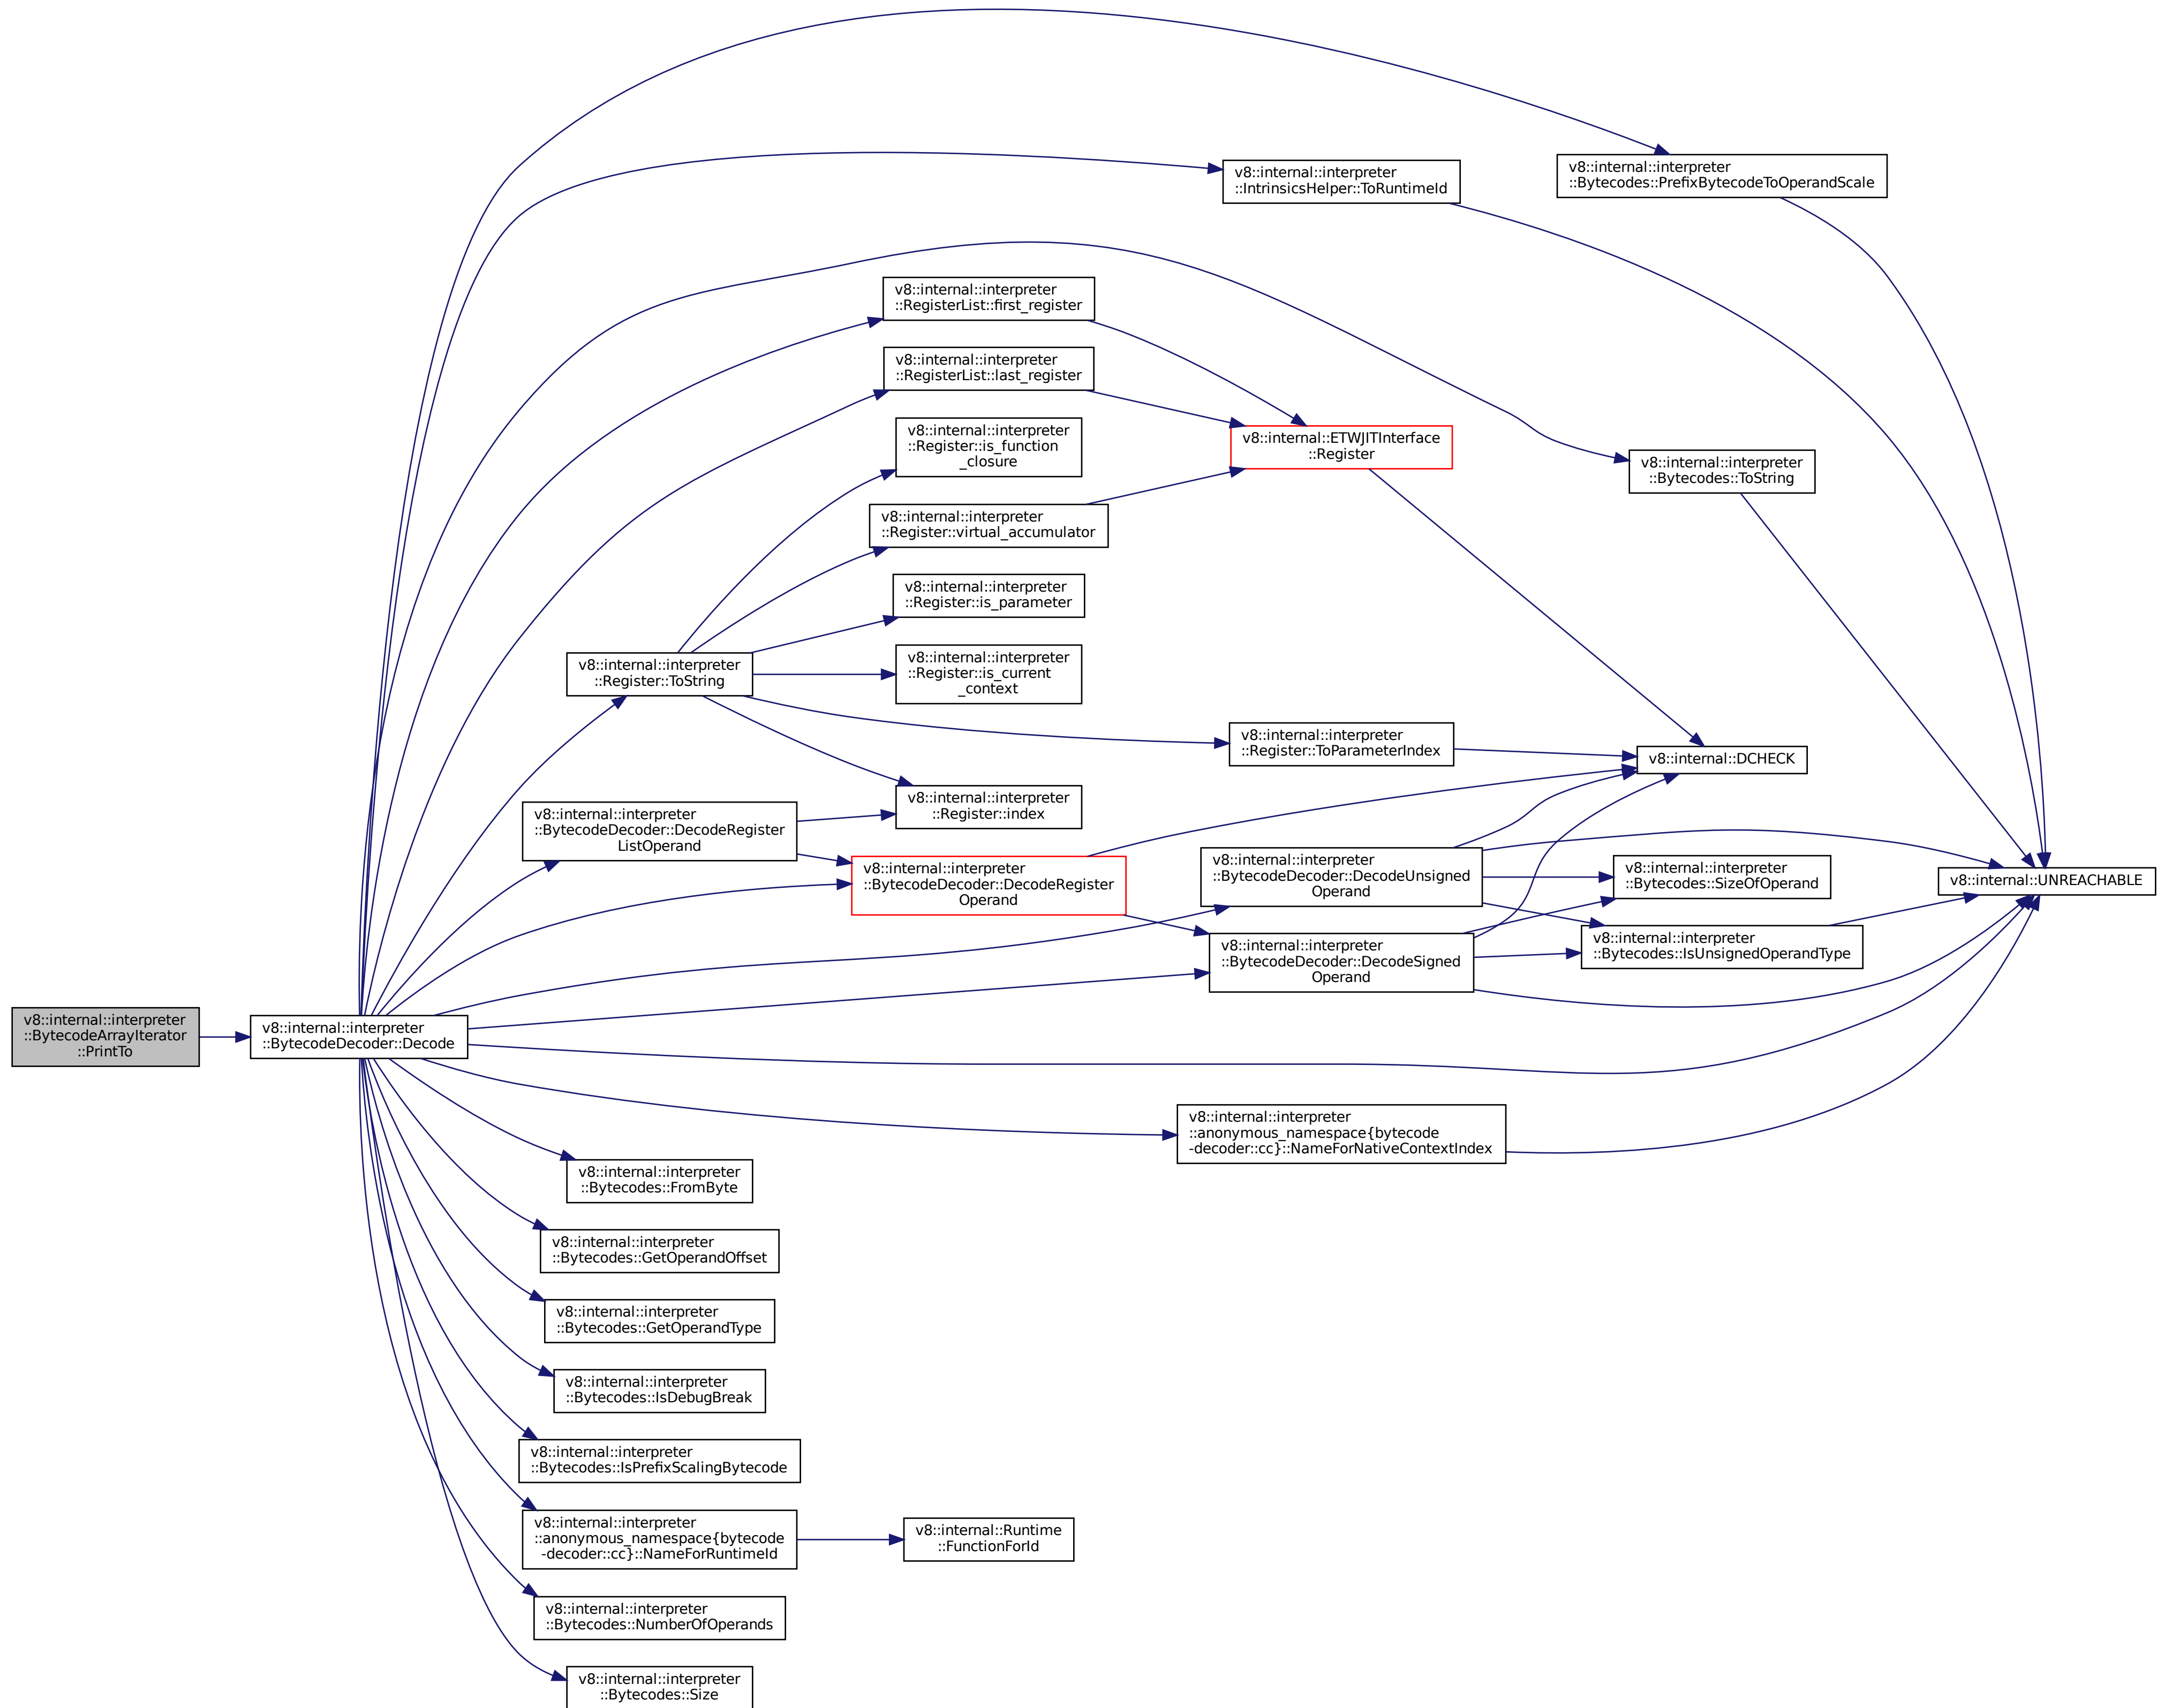 v8::internal::interpreter
::Bytecodes::PrefixBytecodeToOperandScale
v8::internal::interpreter
::IntrinsicsHelper::ToRuntimeId
v8::internal::interpreter
::RegisterList::first_register
v8::internal::interpreter
::RegisterList::last_register
v8::internal::interpreter
::Register::is_function
_closure
v8::internal::ETWJITInterface
::Register
v8::internal::interpreter
::Bytecodes::ToString
v8::internal::interpreter
::Register::virtual_accumulator
v8::internal::interpreter
::Register::is_parameter
v8::internal::interpreter
::Register::ToString
v8::internal::interpreter
::Register::is_current
_context
v8::internal::interpreter
::Register::ToParameterIndex
v8::internal::DCHECK
v8::internal::interpreter
::Register::index
v8::internal::interpreter
::BytecodeDecoder::DecodeRegister
ListOperand
v8::internal::interpreter
::BytecodeDecoder::DecodeRegister
Operand
v8::internal::interpreter
::BytecodeDecoder::DecodeUnsigned
Operand
v8::internal::interpreter
::Bytecodes::SizeOfOperand
v8::internal::UNREACHABLE
v8::internal::interpreter
::BytecodeDecoder::DecodeSigned
Operand
v8::internal::interpreter
::Bytecodes::IsUnsignedOperandType
v8::internal::interpreter
::BytecodeArrayIterator
::PrintTo
v8::internal::interpreter
::BytecodeDecoder::Decode
v8::internal::interpreter
::anonymous_namespace{bytecode
-decoder::cc}::NameForNativeContextIndex
v8::internal::interpreter
::Bytecodes::FromByte
v8::internal::interpreter
::Bytecodes::GetOperandOffset
v8::internal::interpreter
::Bytecodes::GetOperandType
v8::internal::interpreter
::Bytecodes::IsDebugBreak
v8::internal::interpreter
::Bytecodes::IsPrefixScalingBytecode
v8::internal::interpreter
::anonymous_namespace{bytecode
-decoder::cc}::NameForRuntimeId
v8::internal::Runtime
::FunctionForId
v8::internal::interpreter
::Bytecodes::NumberOfOperands
v8::internal::interpreter
::Bytecodes::Size